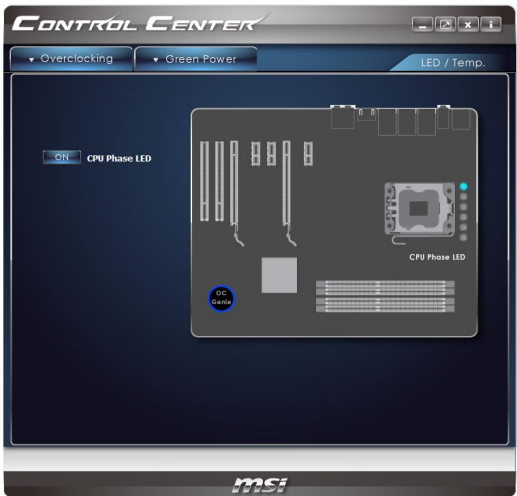 CONTROL CENTER
Overclocking
Green Power
LED / Temp.
ON CPU Phase LED
CPU Phase LED
OC
Genie
msi